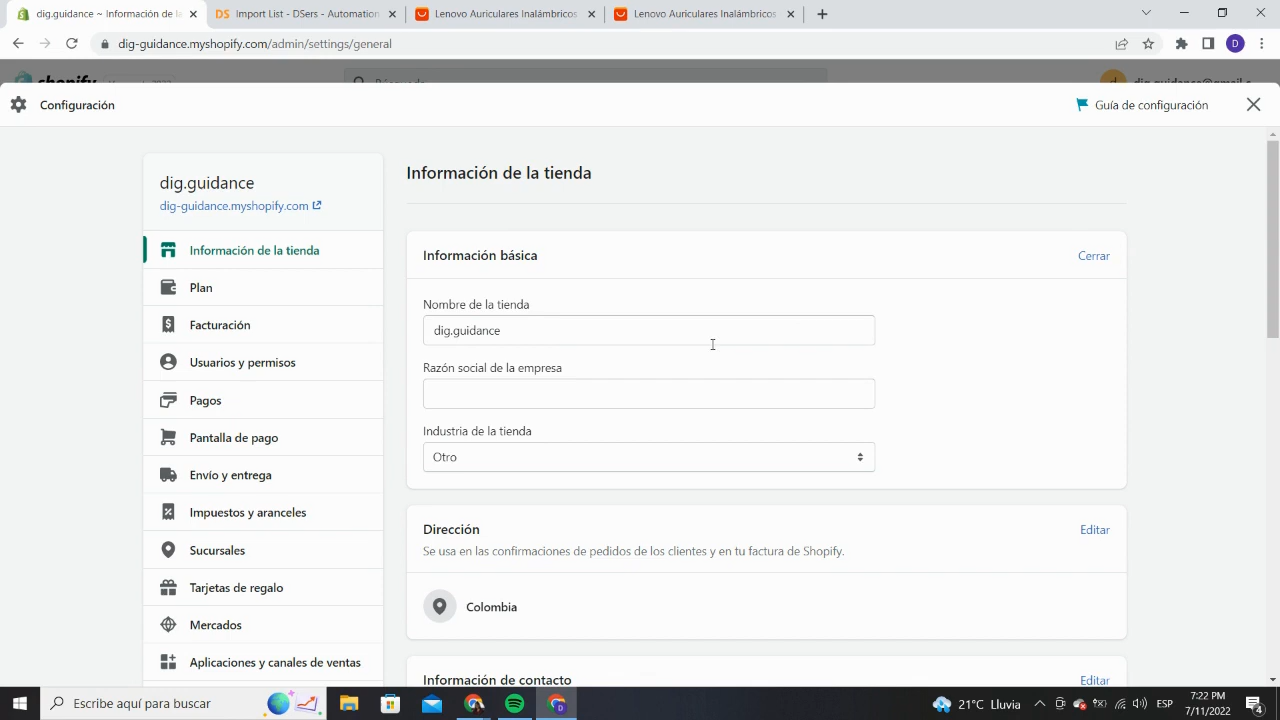 dig.guidance ~ Información de la
Import List - DSers - Automation
Lenovo Auriculares Inalámbricos
Lenovo Auriculares Inalámbricos
dig-guidance.myshopify.com/admin/settings/general
D
shopify
Búsqueda
d
dig.guidance@gmail.c
Configuración
Guía de configuración
dig.guidance
dig-guidance.myshopify.com
Información de la tienda
Plan
Facturación
Usuarios y permisos
Pagos
Pantalla de pago
Envío y entrega
Impuestos y aranceles
Sucursales
Tarjetas de regalo
Mercados
Aplicaciones y canales de ventas
Información de la tienda
Información básica
Cerrar
Nombre de la tienda
dig.guidance
Razón social de la empresa
Industria de la tienda
Otro
Dirección
Editar
Se usa en las confirmaciones de pedidos de los clientes y en tu factura de Shopify.
Colombia
Información de contacto
Editar
Escribe aquí para buscar
21°C Lluvia
ESP
7:22 PM
7/11/2022
4